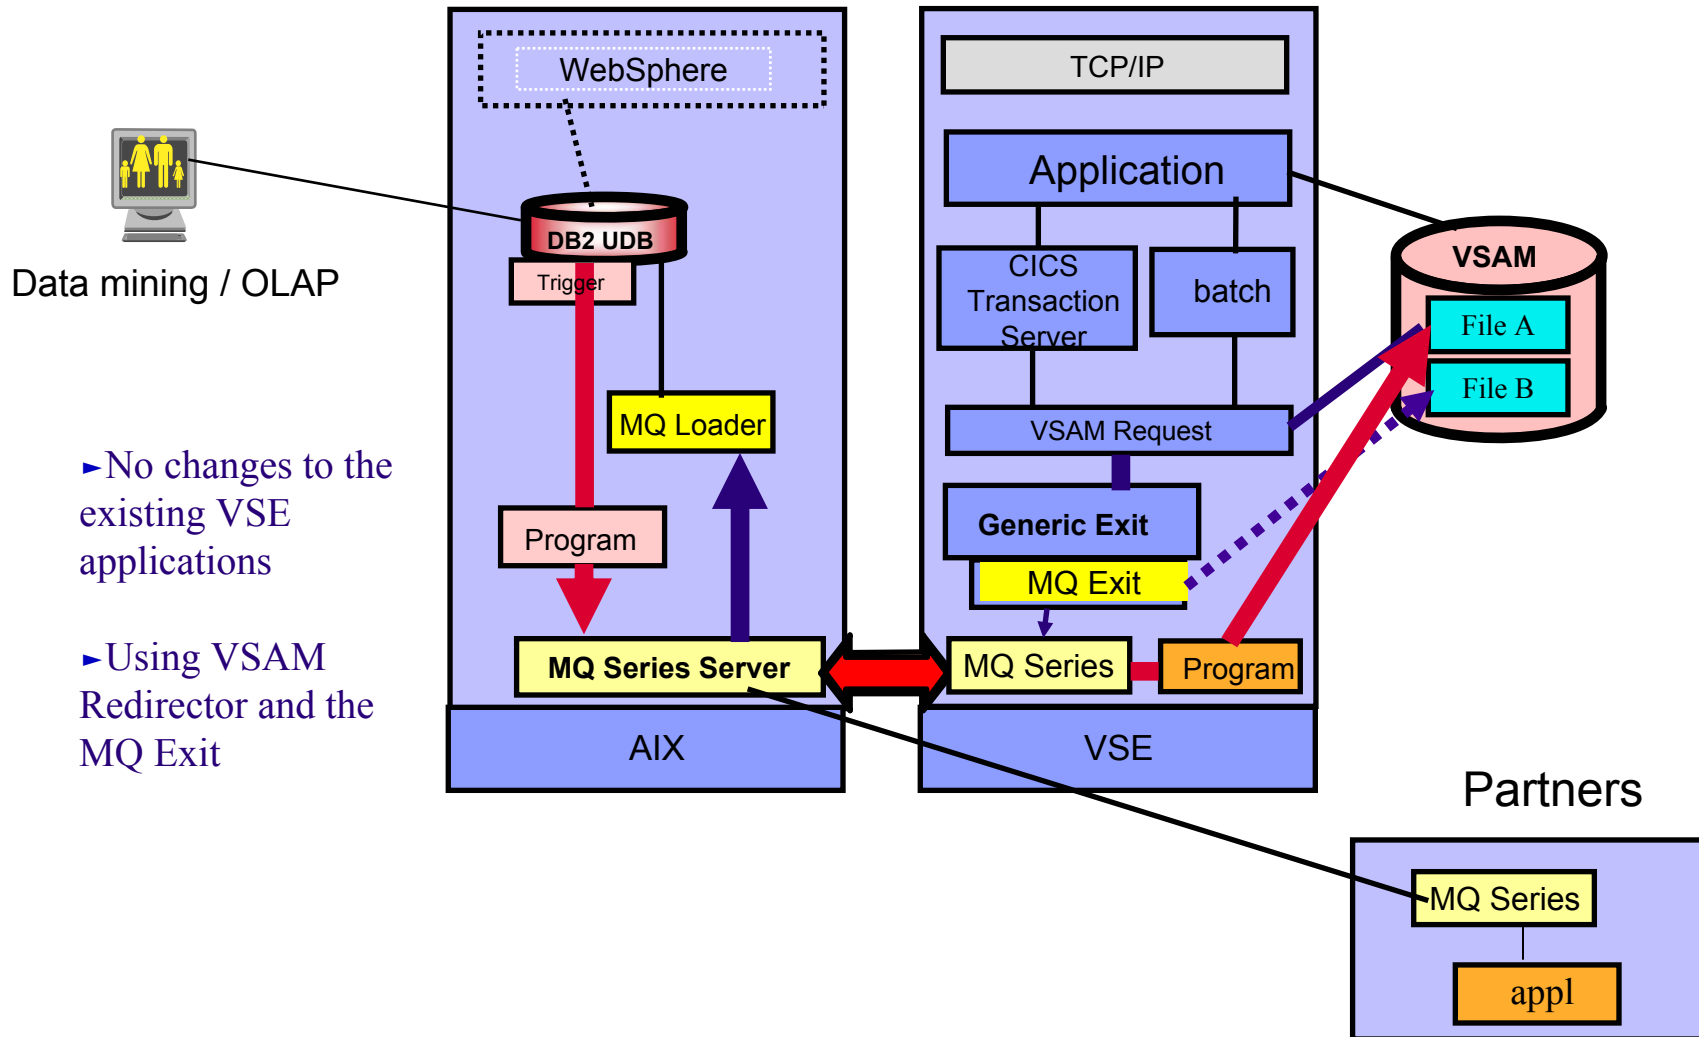 WebSphere
TCP/IP
Application
DB2 UDB
Trigger
Data mining / OLAP
CICS
Transaction
Server
batch
VSAM
File A
File B
MQ Loader
VSAM Request
►No changes to the
existing VSE
applications
Program
Generic Exit
MQ Exit
►Using VSAM
Redirector and the
MQ Exit
MQ Series Server
MQ Series
Program
AIX
VSE
Partners
MQ Series
appl